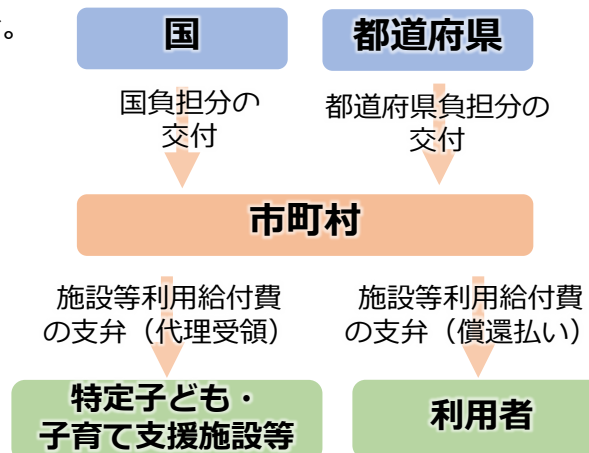 。
国
都道府県
国負担分の
交付
都道府県負担分の
交付
市町村
施設等利用給付費
の支弁（代理受領）
施設等利用給付費
の支弁（償還払い）
特定子ども・
子育て支援施設等
利用者